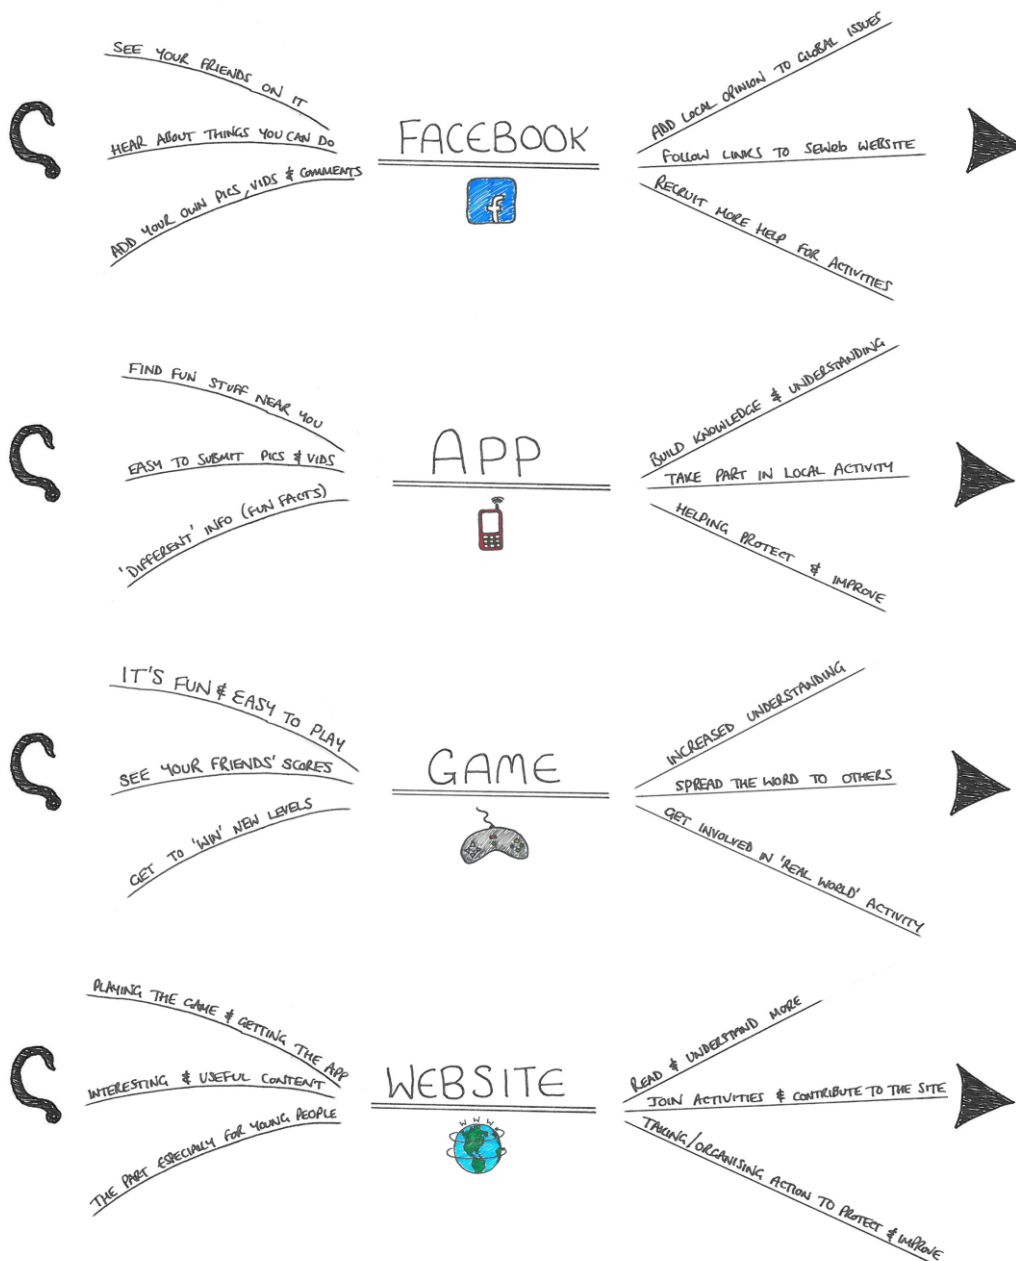 SEE YOUR FRIENDS ON IT
HEAR ABOUT THINGS YOU CAN DO
ADD YOUR OWN PICS, VIDS & COMMENTS
FACEBOOK
f
ADD LOCAL OPINION TO GLOBAL ISSUES
FOLLOW LINKS TO SEWeb WEBSITE
RECRUIT MORE HELP FOR ACTIVITIES
FIND FUN STUFF NEAR YOU
EASY TO SUBMIT PICS & VIDS
'DIFFERENT' INFO (FUN FACTS)
APP
BUILD KNOWLEDGE & UNDERSTANDING
TAKE PART IN LOCAL ACTIVITY
HELPING PROTECT & IMPROVE
IT'S FUN & EASY TO PLAY
SEE YOUR FRIENDS' SCORES
GET TO 'WIN' NEW LEVELS
GAME
INCREASED UNDERSTANDING
SPREAD THE WORD TO OTHERS
GET INVOLVED IN 'REAL WORLD' ACTIVITY
PLAYING THE GAME & GETTING THE APP
INTERESTING & USEFUL CONTENT
THE PART ESPECIALLY FOR YOUNG PEOPLE
WEBSITE
W W W
READ & UNDERSTAND MORE
JOIN ACTIVITIES & CONTRIBUTE TO THE SITE
TAKING/ORGANISING ACTION TO PROTECT & IMPROVE